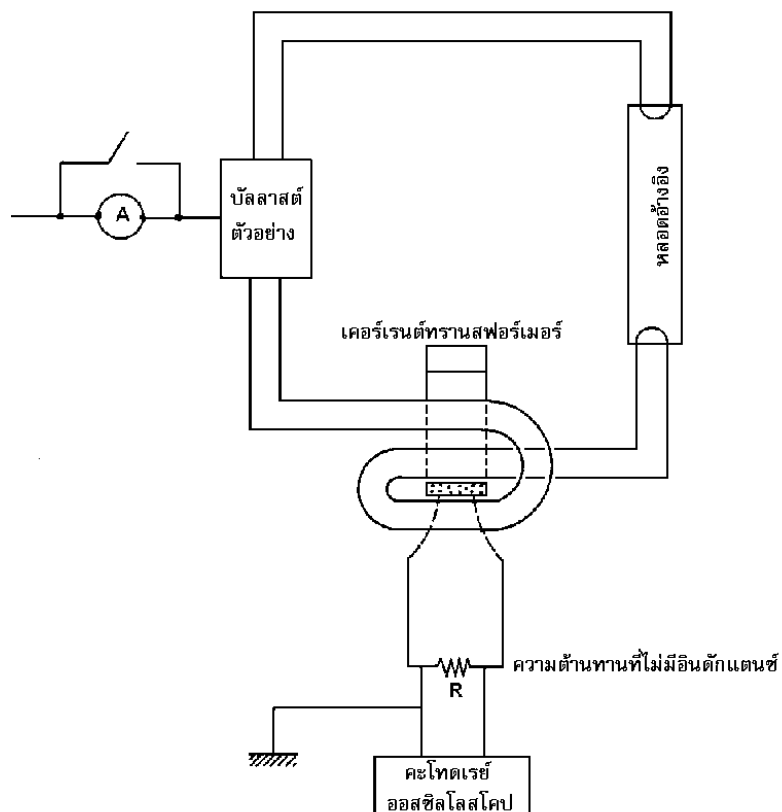 A
บัลลาสต์
ตัวอย่าง
หลอดอ้างอิง
เคอร์เรนต์ทรานสฟอร์เมอร์
ความต้านทานที่ไม่มีอินดักแตนซ์
R
คะโทดเรย์
ออสซิลโลสโคป